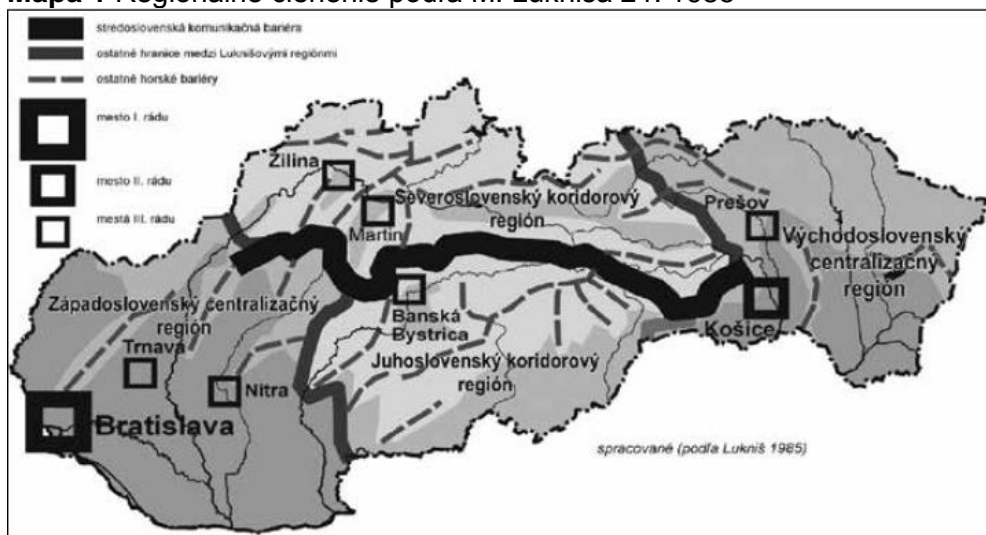 Mapa 1 Regionálne členenie podľa M. Lukniša z r. 1985
stredoslovenská komunikačná bariéra
ostatné hranice medzi Luknišovými regiónmi
ostatné horské bariéry
mesto I. rádu
mesto II. rádu
mestá III. rádu
Žilina
Martin
Severoslovenský koridorový
región
Prešov
Východoslovenský
centralizačný
región
Košice
Banská
Bystrica
Západoslovenský centralizačný
región
Juhoslovenský koridorový
región
Trnava
Nitra
Bratislava
spracované (podľa Lukniš 1985)